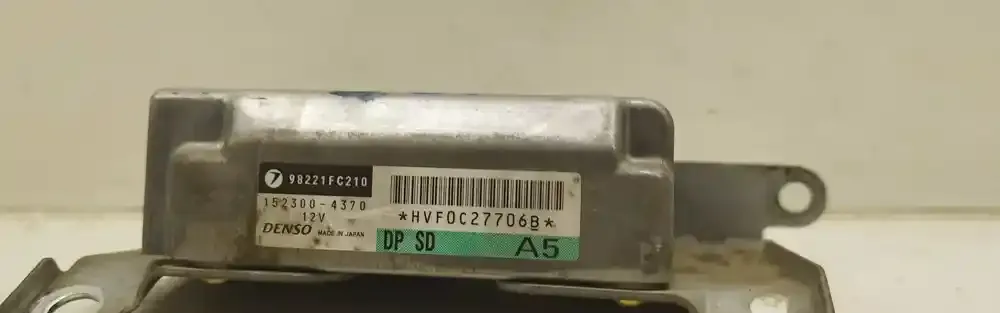 98221FC210
152300-4370
12V
DENSO MADE IN JAPAN
*HVF0C27706B*
DP SD A5